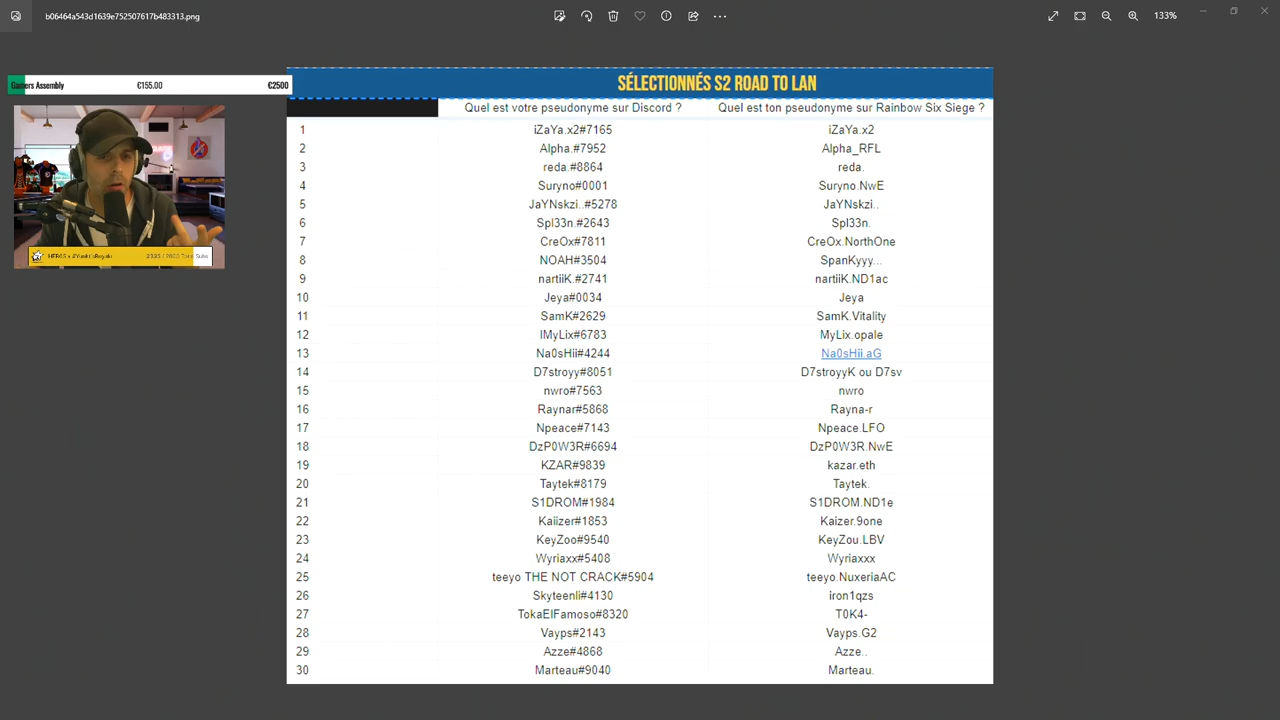 b06464a543d1639e752507617b483313.png
133%
Gamers Assembly €155.00 €2500
SÉLECTIONNÉS S2 ROAD TO LAN
Quel est votre pseudonyme sur Discord ? Quel est ton pseudonyme sur Rainbow Six Siege ?
1 iZaYa.x2#7165 iZaYa.x2
2 Alpha.#7952 Alpha_RFL
3 reda.#8864 reda.
4 Suryno#0001 Suryno.NwE
5 JaYNskzi..#5278 JaYNskzi..
6 Spl33n.#2643 Spl33n.
7 CreOx#7811 CreOx.NorthOne
8 NOAH#3504 SpanKyyy...
9 nartiiK.#2741 nartiiK.ND1ac
10 Jeya#0034 Jeya
11 SamK#2629 SamK.Vitality
12 IMyLix#6783 MyLix.opale
13 Na0sHii#4244 Na0sHii.aG
14 D7stroyy#8051 D7stroyyK ou D7sv
15 nwro#7563 nwro
16 Raynar#5868 Rayna-r
17 Npeace#7143 Npeace.LFO
18 DzP0W3R#6694 DzP0W3R.NwE
19 KZAR#9839 kazar.eth
20 Taytek#8179 Taytek.
21 S1DROM#1984 S1DROM.ND1e
22 Kaiizer#1853 Kaizer.9one
23 KeyZoo#9540 KeyZou.LBV
24 Wyriaxx#5408 Wyriaxxx
25 teeyo THE NOT CRACK#5904 teeyo.NuxeriaAC
26 Skyteenli#4130 iron1qzs
27 TokaElFamoso#8320 T0K4-
28 Vayps#2143 Vayps.G2
29 Azze#4868 Azze..
30 Marteau#9040 Marteau.
Subs